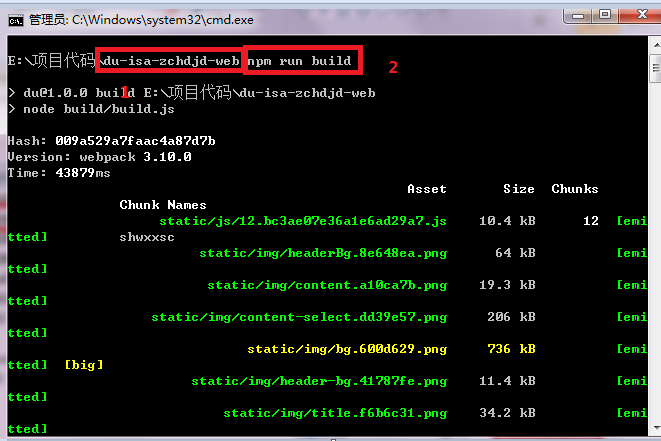 管理员: C:\Windows\system32\cmd.exe
E:\项目代码\du-isa-zchdjd-web>npm run build
2
> du@1.0.0 build E:\项目代码\du-isa-zchdjd-web
1
> node build/build.js
Hash: 009a529a7faac4a87d7b
Version: webpack 3.10.0
Time: 43879ms
Asset Size Chunks
Chunk Names
static/js/12.bc3ae07e36a1e6ad29a7.js 10.4 kB 12 [emi
tted] shwxxsc
static/img/headerBg.8e648ea.png 64 kB [emi
tted]
static/img/content.a10ca7b.png 19.3 kB [emi
tted]
static/img/content-select.dd39e57.png 206 kB [emi
tted]
static/img/bg.600d629.png 736 kB [emi
tted] [big]
static/img/header-bg.41787fe.png 11.4 kB [emi
tted]
static/img/title.f6b6c31.png 34.2 kB [emi
tted]